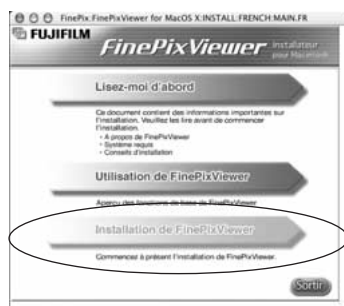 FinePix:FinePixViewer for MacOS X:INSTALL:FRENCH:MAIN.FR
FUJIFILM
FinePixViewer Installateur
pour Macintosh
Lisez-moi d'abord
Ce document contient des informations importantes sur
l'installation. Veuillez les lire avant de commencer
l'installation.
- A propos de FinePixViewer
- Système requis
- Conseils d'installation
Utilisation de FinePixViewer
Aperçu des fonctions de base de FinePixViewer
Installation de FinePixViewer
Commencez à présent l'installation de FinePixViewer.
Sortir